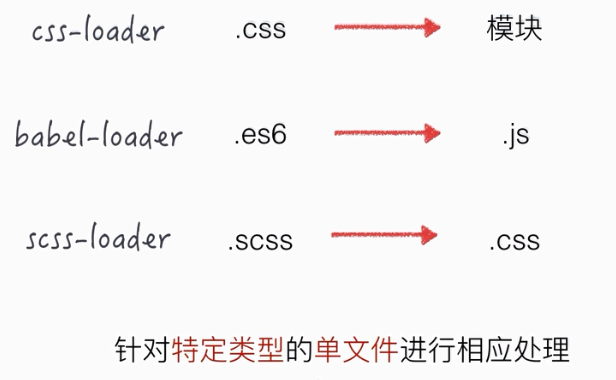 css-loader .css 模块
babel-loader .es6 .js
scss-loader .scss .css
针对特定类型的单文件进行相应处理